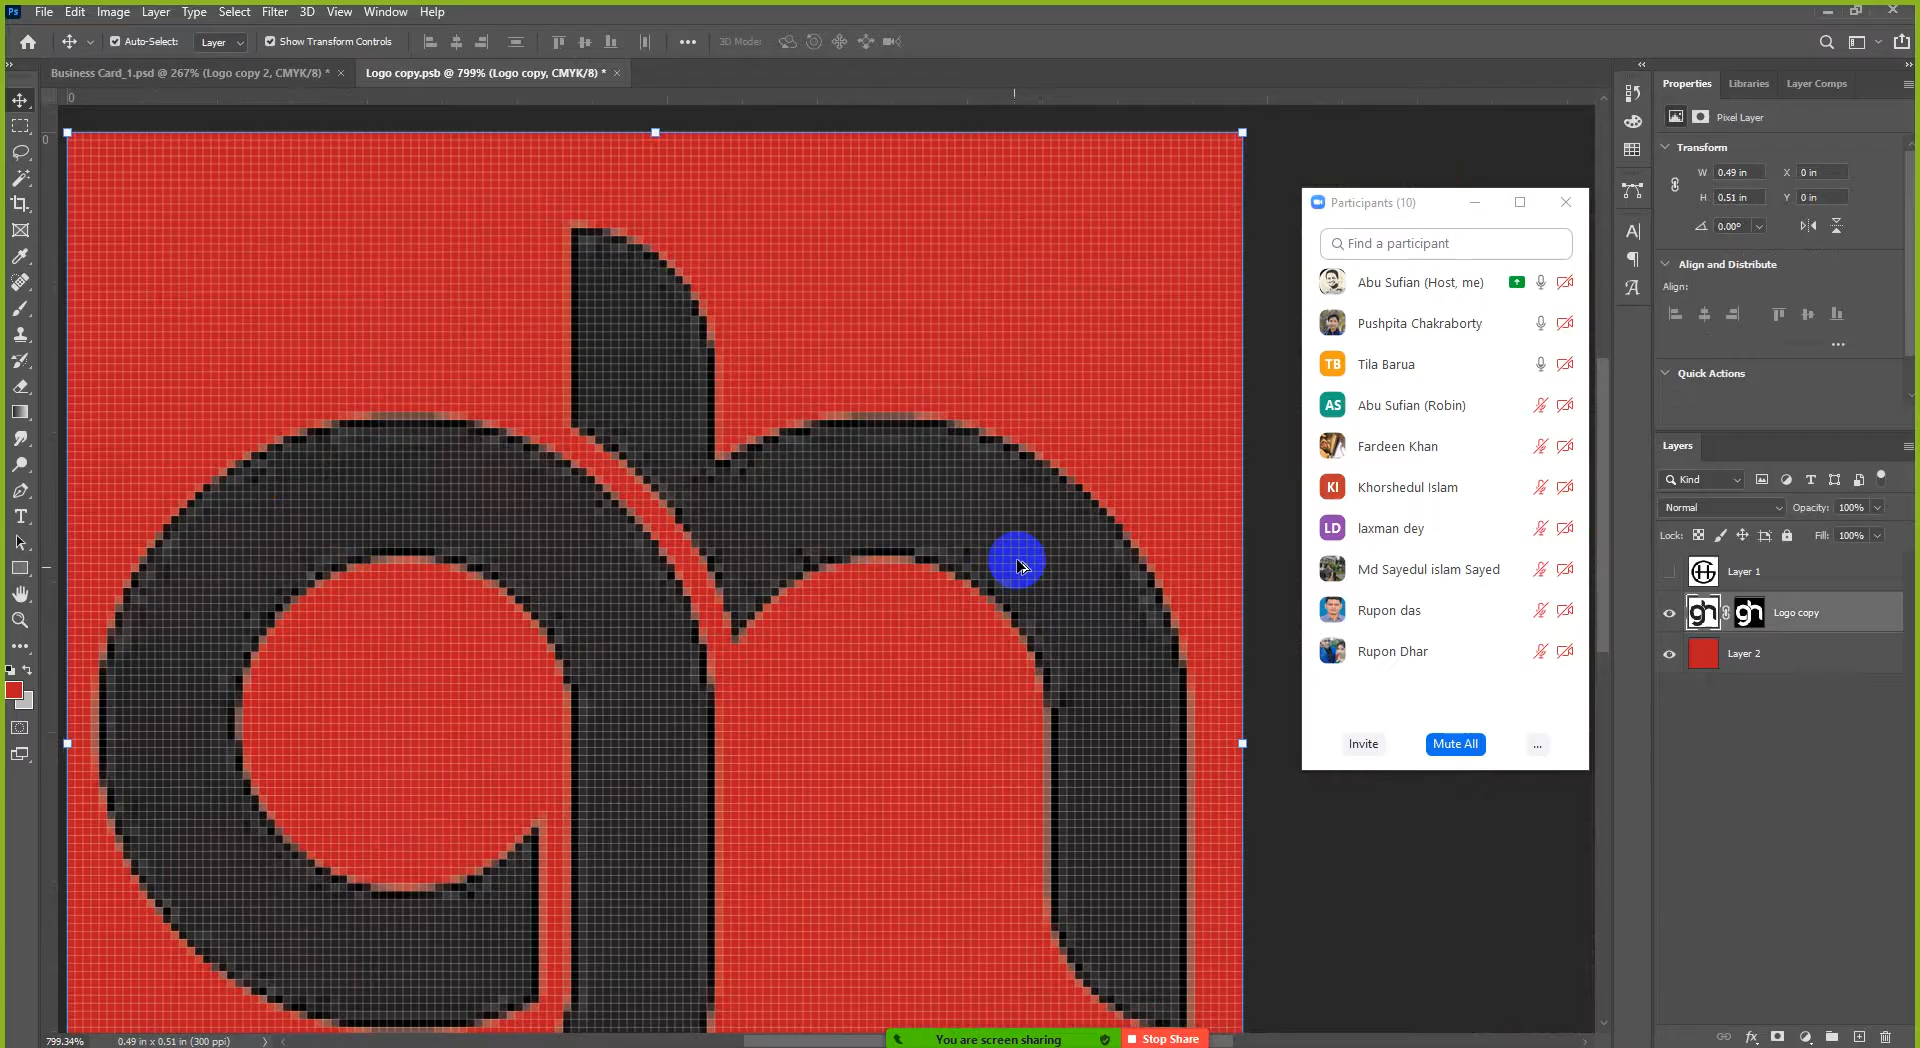 Ps File Edit Image Layer Type Select Filter 3D View Window Help
Auto-Select: Layer Show Transform Controls 3D Mode:
Business Card_1.psd @ 267% (Logo copy 2, CMYK/8) * × Logo copy.psb @ 799% (Logo copy, CMYK/8) * ×
0
0
Participants (10)
Find a participant
Abu Sufian (Host, me)
Pushpita Chakraborty
TB Tila Barua
AS Abu Sufian (Robin)
Fardeen Khan
KI Khorshedul Islam
LD laxman dey
Md Sayedul islam Sayed
Rupon das
Rupon Dhar
Invite Mute All ...
Properties Libraries Layer Comps
Pixel Layer
Transform
W 0.49 in X 0 in
H 0.51 in Y 0 in
0.00°
Align and Distribute
Align:
Quick Actions
Layers
Kind
Normal Opacity: 100%
Lock: Fill: 100%
Layer 1
gh gh Logo copy
Layer 2
799.34% 0.49 in x 0.51 in (300 ppi)
You are screen sharing Stop Share